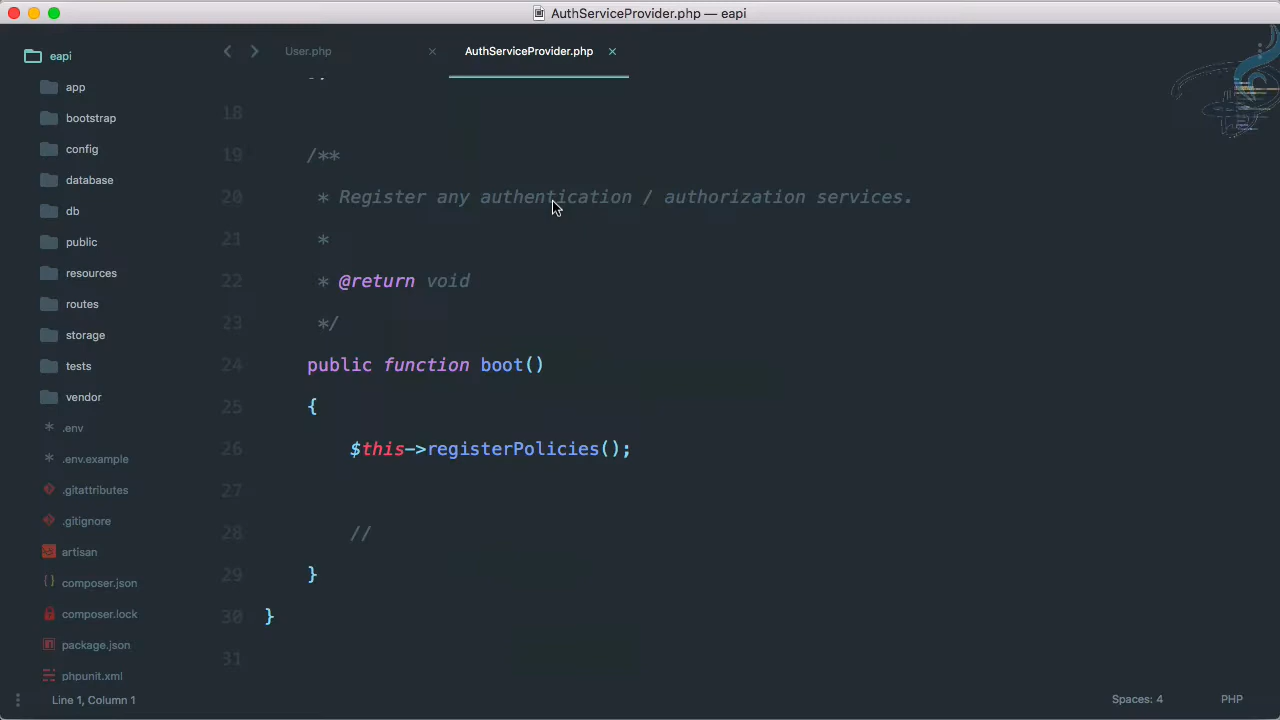 AuthServiceProvider.php — eapi
eapi
app
bootstrap
config
database
db
public
resources
routes
storage
tests
vendor
.env
.env.example
.gitattributes
.gitignore
artisan
composer.json
composer.lock
package.json
phpunit.xml
User.php
AuthServiceProvider.php
18
19 /**
20 * Register any authentication / authorization services.
21 *
22 * @return void
23 */
24 public function boot()
25 {
26 $this->registerPolicies();
27
28 //
29 }
30 }
31
Line 1, Column 1
Spaces: 4
PHP